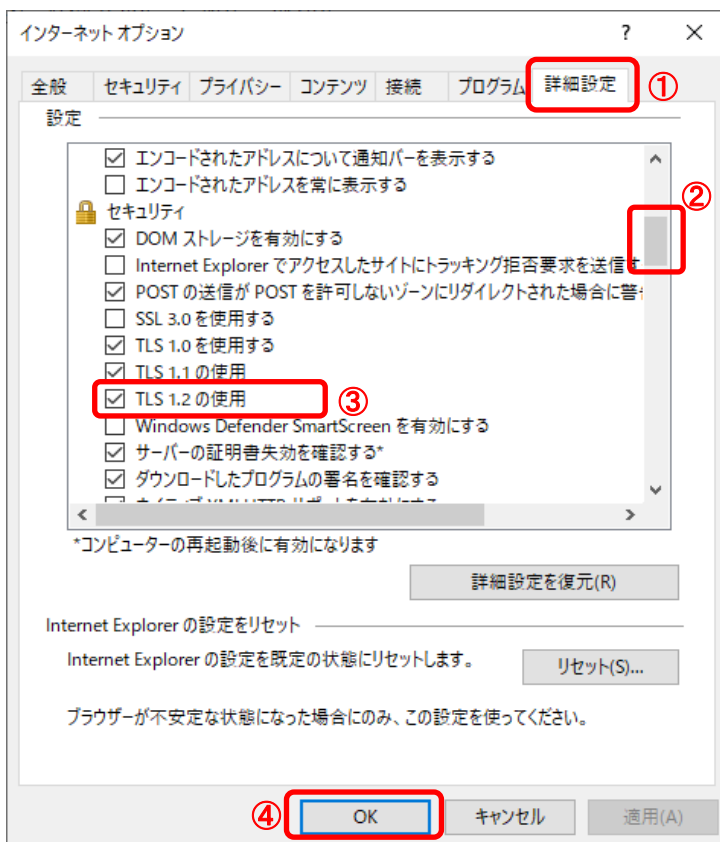 インターネット オプション ? ×
全般 セキュリティ プライバシー コンテンツ 接続 プログラム 詳細設定 ①
設定
エンコードされたアドレスについて通知バーを表示する
エンコードされたアドレスを常に表示する
②
セキュリティ
DOM ストレージを有効にする
Internet Explorer でアクセスしたサイトにトラッキング拒否要求を送信す
POST の送信が POST を許可しないゾーンにリダイレクトされた場合に警
SSL 3.0 を使用する
TLS 1.0 を使用する
TLS 1.1 の使用
TLS 1.2 の使用 ③
Windows Defender SmartScreen を有効にする
サーバーの証明書失効を確認する*
ダウンロードしたプログラムの署名を確認する
*コンピューターの再起動後に有効になります
詳細設定を復元(R)
Internet Explorer の設定をリセット
Internet Explorer の設定を既定の状態にリセットします。
リセット(S)...
ブラウザーが不安定な状態になった場合にのみ、この設定を使ってください。
④ OK キャンセル 適用(A)